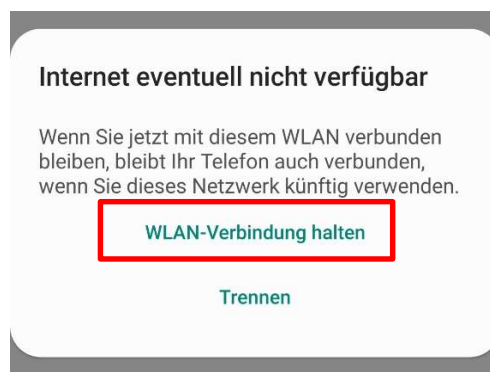 Internet eventuell nicht verfügbar
Wenn Sie jetzt mit diesem WLAN verbunden
bleiben, bleibt Ihr Telefon auch verbunden,
wenn Sie dieses Netzwerk künftig verwenden.
WLAN-Verbindung halten
Trennen